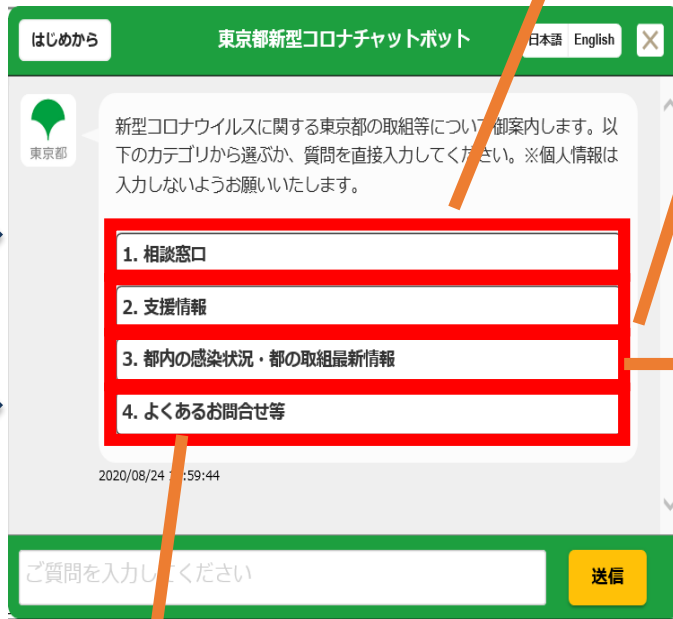 はじめから
東京都新型コロナチャットボット
日本語 English
東京都
新型コロナウイルスに関する東京都の取組等について御案内します。以
下のカテゴリから選ぶか、質問を直接入力してください。※個人情報は
入力しないようお願いいたします。
1. 相談窓口
2. 支援情報
3. 都内の感染状況・都の取組最新情報
4. よくあるお問合せ等
2020/08/24 :59:44
ご質問を入力してください
送信